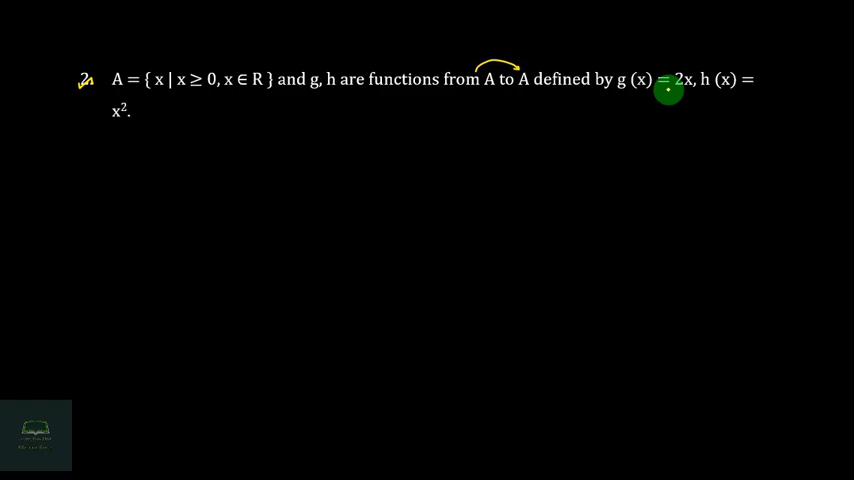 2. A = { x | x ≥ 0, x ∈ R } and g, h are functions from A to A defined by g (x) = 2x, h (x) =
x².